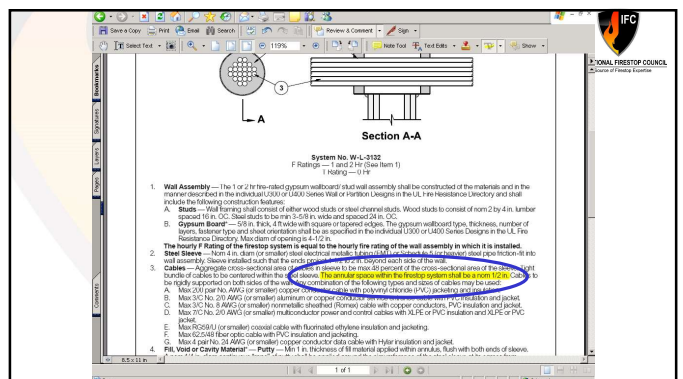 IFC
Save a Copy Print Email Search Review & Comment Sign
Select Text 119% Note Tool Text Edits Show
INTERNATIONAL FIRESTOP COUNCIL
Source of Firestop Expertise
Bookmarks
Signatures
Layers
Pages
Comments
3
A
Section A-A
System No. W-L-3132
F Ratings — 1 and 2 Hr (See Item 1)
T Rating — 0 Hr
1. Wall Assembly — The 1 or 2 hr fire-rated gypsum wallboard/ stud wall assembly shall be constructed of the materials and in the
manner described in the individual U300 or U400 Series Wall or Partition Designs in the UL Fire Resistance Directory and shall
include the following construction features:
A. Studs — Wall framing shall consist of either wood studs or steel channel studs. Wood studs to consist of nom 2 by 4 in. lumber
spaced 16 in. OC. Steel studs to be min 3-5/8 in. wide and spaced 24 in. OC.
B. Gypsum Board* — 5/8 in. thick, 4 ft wide with square or tapered edges. The gypsum wallboard type, thickness, number of
layers, fastener type and sheet orientation shall be as specified in the individual U300 or U400 Series Designs in the UL Fire
Resistance Directory. Max diam of opening is 4-1/2 in.
The hourly F Rating of the firestop system is equal to the hourly fire rating of the wall assembly in which it is installed.
2. Steel Sleeve — Nom 4 in. diam (or smaller) steel electrical metallic tubing (EMT) or Schedule 5 (or heavier) steel pipe friction-fit into
wall assembly. Sleeve installed such that the ends project 1-1/2 to 2 in. beyond each side of the wall.
3. Cables — Aggregate cross-sectional area of cables in sleeve to be max 48 percent of the cross-sectional area of the sleeve. Tight
bundle of cables to be centered within the steel sleeve. The annular space within the firestop system shall be a nom 1/2 in. Cables to
be rigidly supported on both sides of the wall. Any combination of the following types and sizes of cables may be used:
A. Max 200 pair No. AWG (or smaller) copper conductor cable with polyvinyl chloride (PVC) jacketing and insulation.
B. Max 3/C No. 2/0 AWG (or smaller) aluminum or copper conductor service entrance cable with PVC insulation and jacket.
C. Max 3/C No. 8 AWG (or smaller) nonmetallic sheathed (Romex) cable with copper conductors, PVC insulation and jacket.
D. Max 7/C No. 2/0 AWG (or smaller) multiconductor power and control cables with XLPE or PVC insulation and XLPE or PVC
jacket.
E. Max RG59/U (or smaller) coaxial cable with fluorinated ethylene insulation and jacketing.
F. Max 62.5/48 fiber optic cable with PVC insulation and jacketing.
G. Max 4 pair No. 24 AWG (or smaller) copper conductor data cable with Hylar insulation and jacket.
4. Fill, Void or Cavity Material* — Putty — Min 1 in. thickness of fill material applied within annulus, flush with both ends of sleeve.
8.5 x 11 in
1 of 1